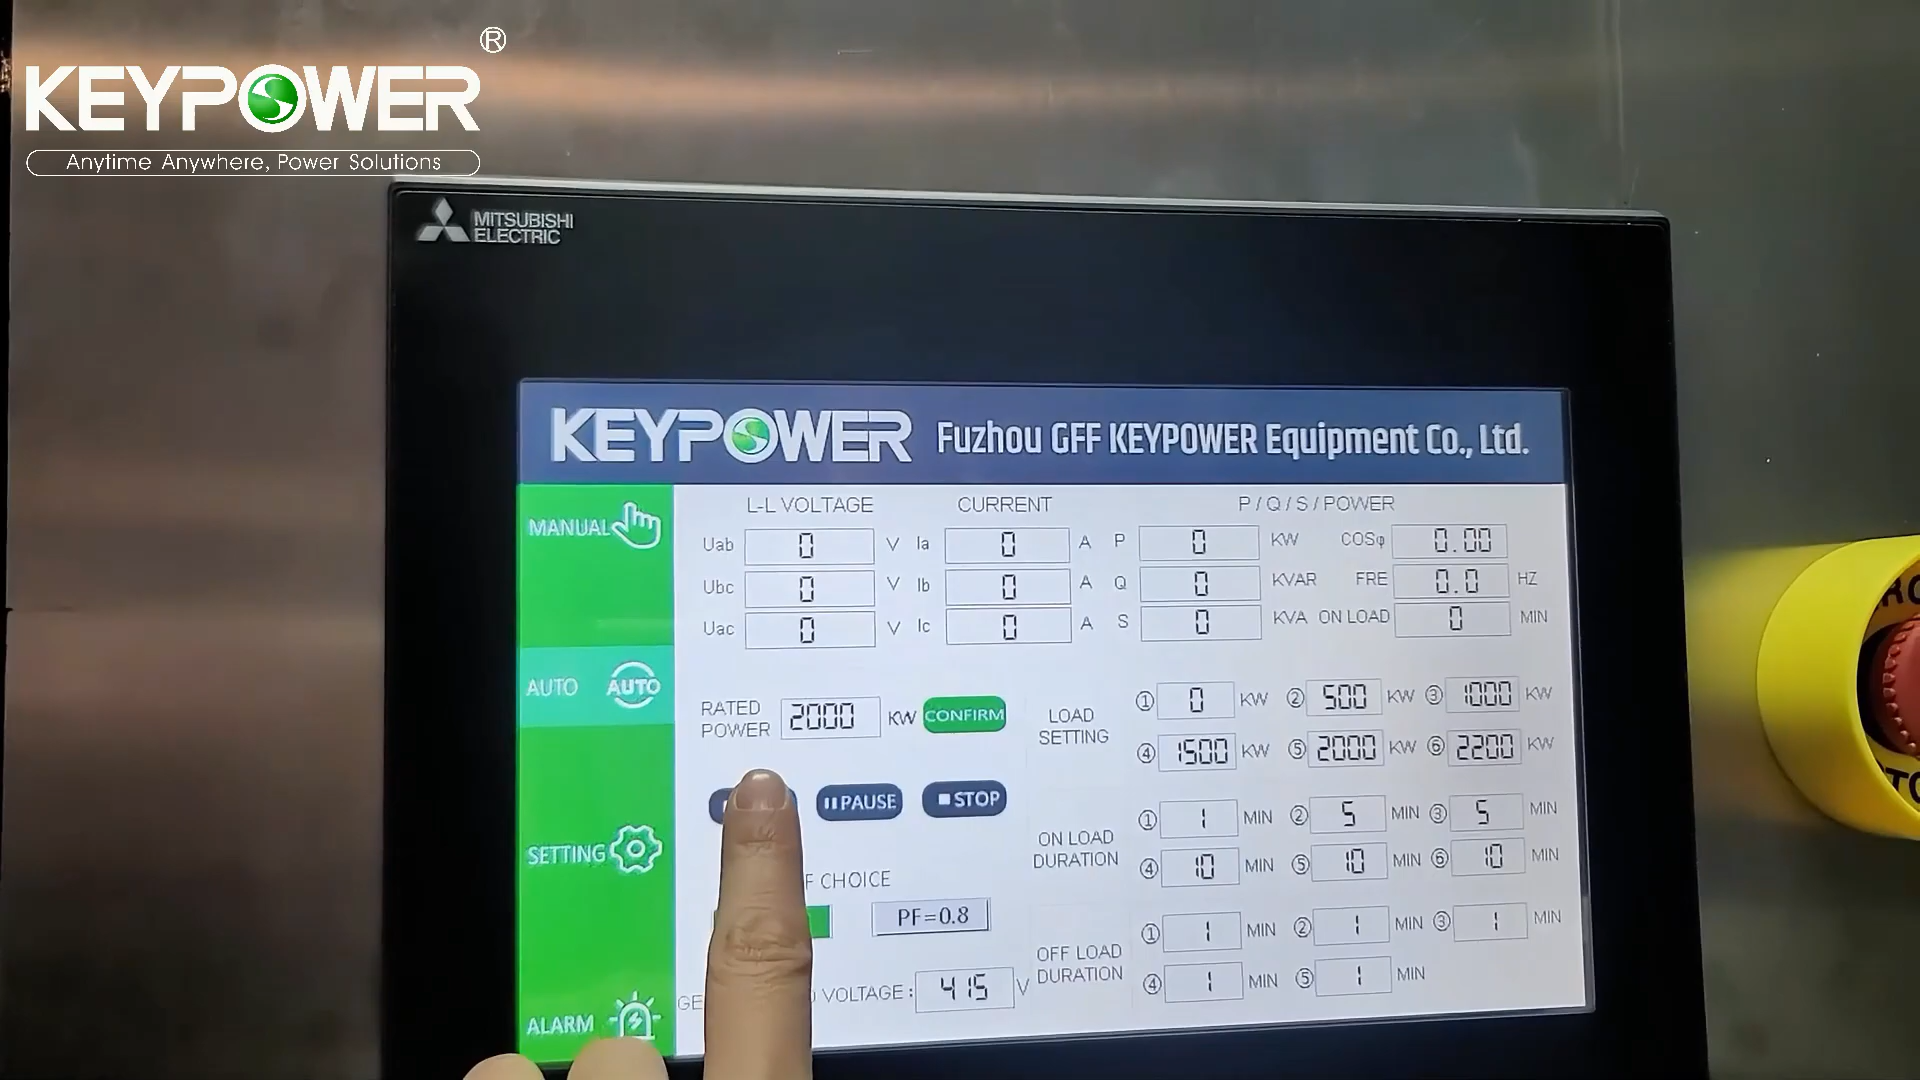 KEYPOWER ®
Anytime Anywhere, Power Solutions
MITSUBISHI
ELECTRIC
KEYPOWER Fuzhou GFF KEYPOWER Equipment Co., Ltd.
MANUAL
AUTO AUTO
SETTING
ALARM
L-L VOLTAGE CURRENT P / Q / S / POWER
Uab 0 V Ia 0 A P 0 KW COSφ 0.00
Ubc 0 V Ib 0 A Q 0 KVAR FRE 0.0 HZ
Uac 0 V Ic 0 A S 0 KVA ON LOAD 0 MIN
RATED
POWER 2000 KW CONFIRM
PAUSE STOP
CHOICE
PF=0.8
VOLTAGE: 415 V
LOAD
SETTING
① 0 KW ② 500 KW ③ 1000 KW
④ 1500 KW ⑤ 2000 KW ⑥ 2200 KW
ON LOAD
DURATION
① 1 MIN ② 5 MIN ③ 5 MIN
④ 10 MIN ⑤ 10 MIN ⑥ 10 MIN
OFF LOAD
DURATION
① 1 MIN ② 1 MIN ③ 1 MIN
④ 1 MIN ⑤ 1 MIN